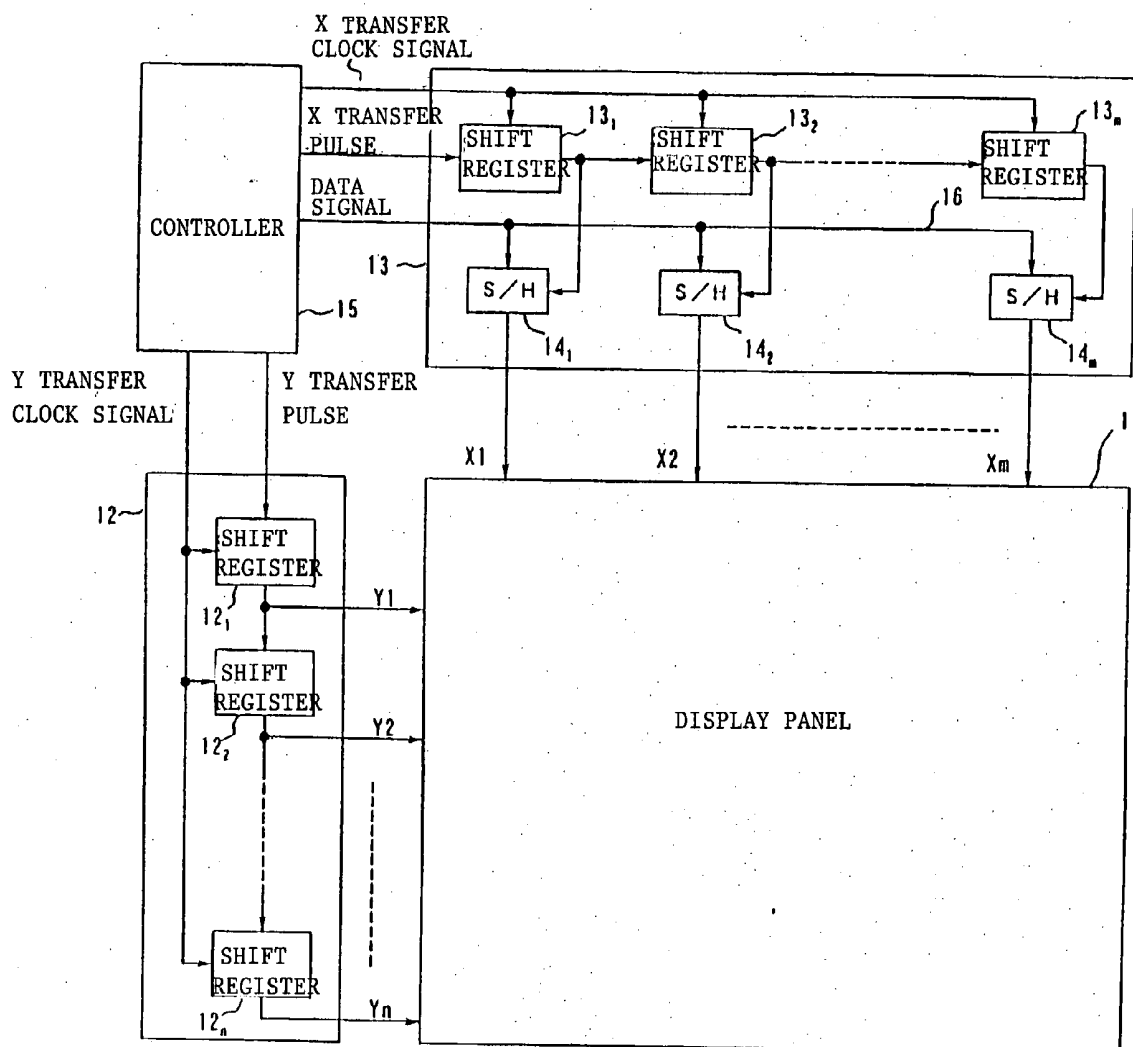 X TRANSFER
CLOCK SIGNAL
X TRANSFER
PULSE
DATA
SIGNAL
CONTROLLER
15
SHIFT
REGISTER
13₁
SHIFT
REGISTER
13₂
SHIFT
REGISTER
13ₘ
16
13
S/H
14₁
S/H
14₂
S/H
14ₘ
Y TRANSFER
CLOCK SIGNAL
Y TRANSFER
PULSE
X1
X2
Xm
1
12
SHIFT
REGISTER
12₁
Y1
SHIFT
REGISTER
12₂
Y2
DISPLAY PANEL
SHIFT
REGISTER
12ₙ
Yn